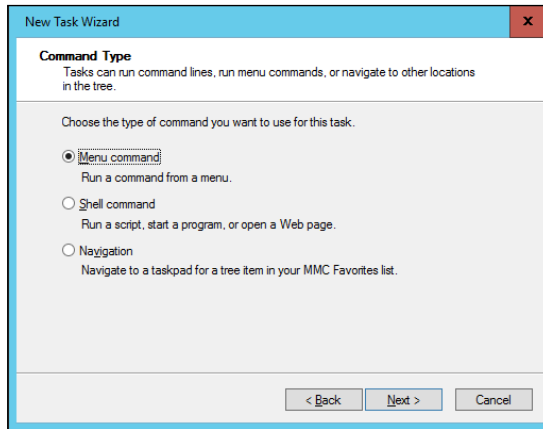 New Task Wizard
x
Command Type
Tasks can run command lines, run menu commands, or navigate to other locations
in the tree.
Choose the type of command you want to use for this task.
Menu command
Run a command from a menu.
Shell command
Run a script, start a program, or open a Web page.
Navigation
Navigate to a taskpad for a tree item in your MMC Favorites list.
< Back Next > Cancel